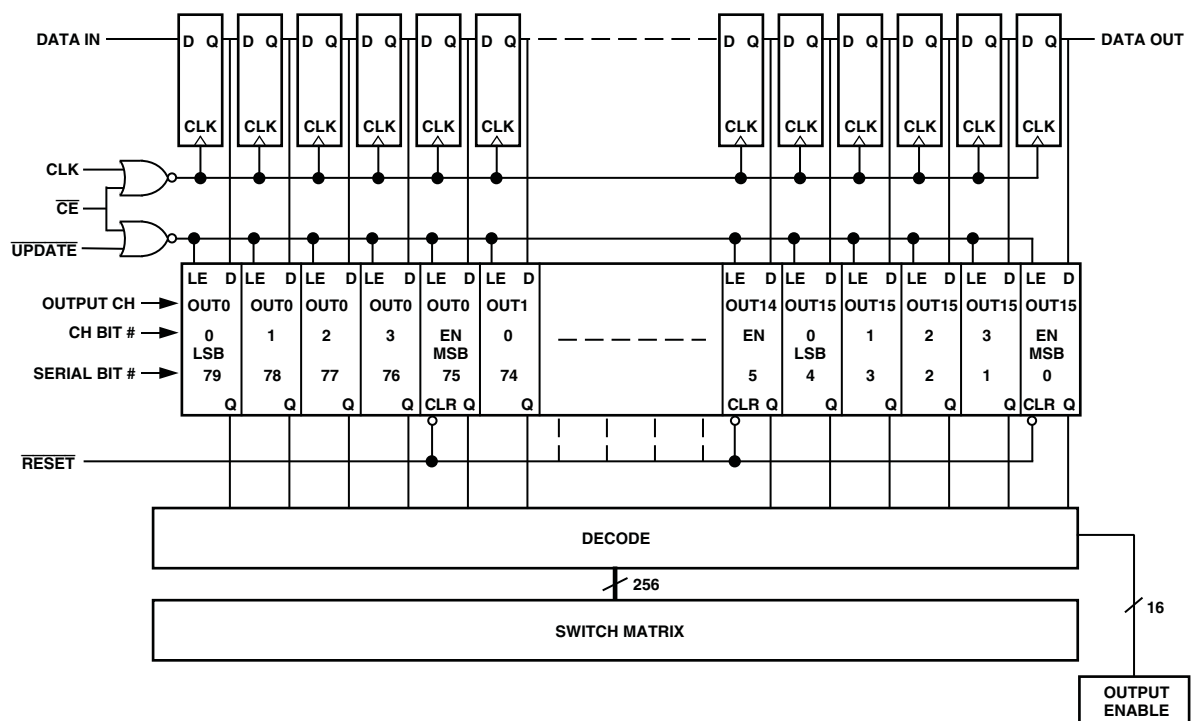 D Q D Q D Q D Q D Q D Q D Q D Q D Q D Q D Q D Q
DATA IN
DATA OUT
CLK CLK CLK CLK CLK CLK CLK CLK CLK CLK CLK CLK
CLK
CE
UPDATE
LE D LE D LE D LE D LE D LE D LE D LE D LE D LE D LE D LE D
OUTPUT CH OUT0 OUT0 OUT0 OUT0 OUT0 OUT1 OUT14 OUT15 OUT15 OUT15 OUT15 OUT15
CH BIT # 0 1 2 3 EN 0 EN 0 1 2 3 EN
LSB MSB LSB MSB
SERIAL BIT # 79 78 77 76 75 74 5 4 3 2 1 0
Q Q Q Q CLR Q Q CLR Q Q Q Q Q CLR Q
RESET
DECODE
256
16
SWITCH MATRIX
OUTPUT
ENABLE